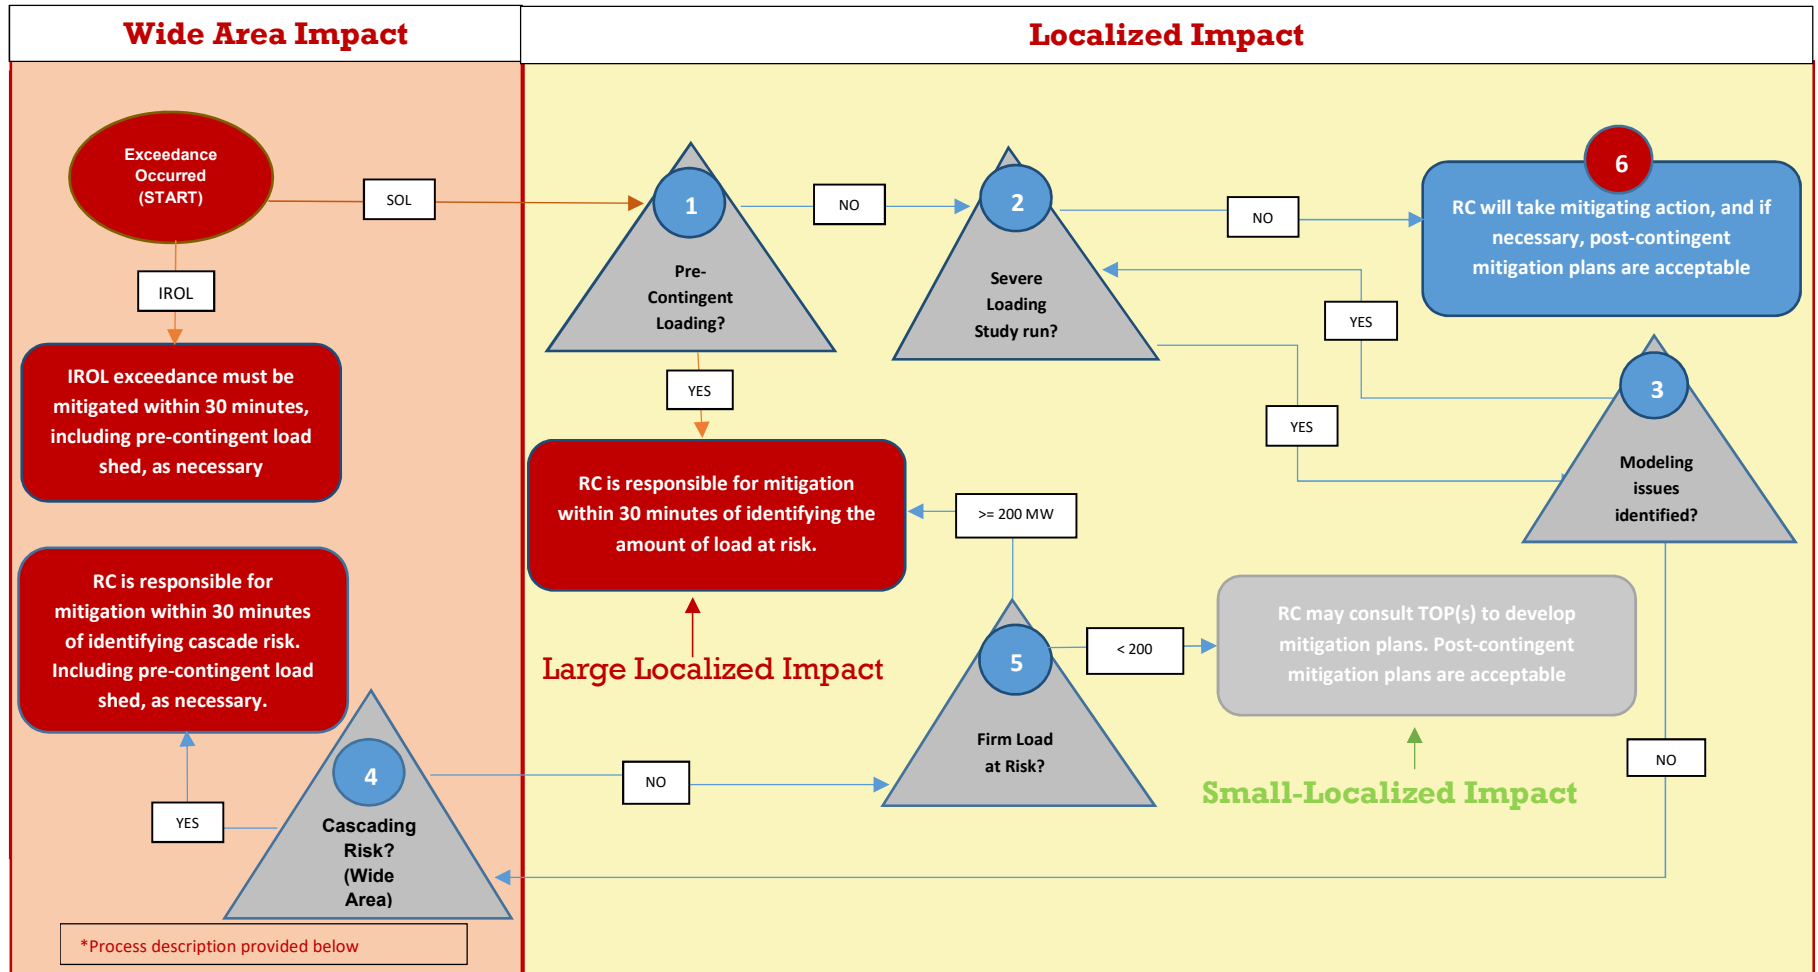 Wide Area Impact
Localized Impact
Exceedance
Occurred
(START)
SOL
IROL
IROL exceedance must be
mitigated within 30 minutes,
including pre-contingent load
shed, as necessary
RC is responsible for
mitigation within 30 minutes
of identifying cascade risk.
Including pre-contingent load
shed, as necessary.
YES
4
Cascading
Risk?
(Wide
Area)
*Process description provided below
1
Pre-
Contingent
Loading?
NO
YES
2
Severe
Loading
Study run?
NO
YES
YES
6
RC will take mitigating action, and if
necessary, post-contingent
mitigation plans are acceptable
3
Modeling
issues
identified?
NO
RC is responsible for mitigation
within 30 minutes of identifying the
amount of load at risk.
>= 200 MW
Large Localized Impact
NO
5
Firm Load
at Risk?
< 200
RC may consult TOP(s) to develop
mitigation plans. Post-contingent
mitigation plans are acceptable
Small-Localized Impact